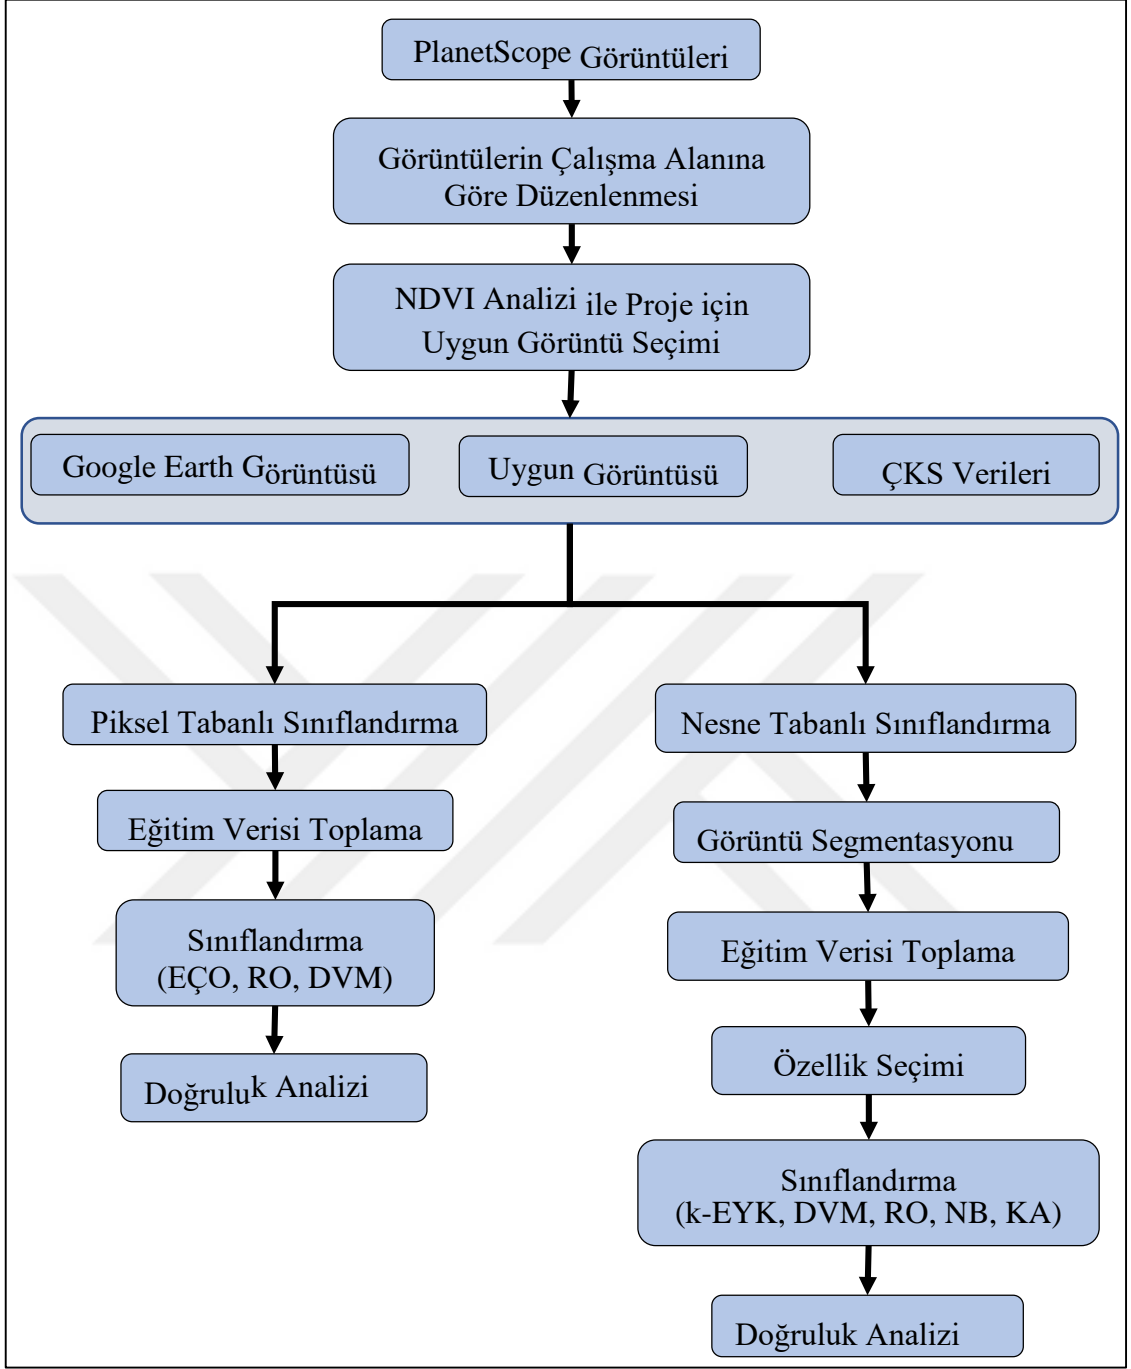 PlanetScope Görüntüleri
Görüntülerin Çalışma Alanına
Göre Düzenlenmesi
NDVI Analizi ile Proje için
Uygun Görüntü Seçimi
Google Earth Görüntüsü
Uygun Görüntüsü
ÇKS Verileri
Piksel Tabanlı Sınıflandırma
Eğitim Verisi Toplama
Sınıflandırma
(EÇO, RO, DVM)
Doğruluk Analizi
Nesne Tabanlı Sınıflandırma
Görüntü Segmentasyonu
Eğitim Verisi Toplama
Özellik Seçimi
Sınıflandırma
(k-EYK, DVM, RO, NB, KA)
Doğruluk Analizi